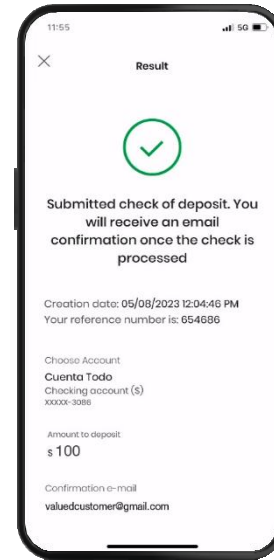 11:55
5G
Result
Submitted check of deposit. You
will receive an email
confirmation once the check is
processed
Creation date: 05/08/2023 12:04:46 PM
Your reference number is: 654686
Choose Account
Cuenta Todo
Checking account ($)
XXXXX-3086
Amount to deposit
$ 100
Confirmation e-mail
valuedcustomer@gmail.com